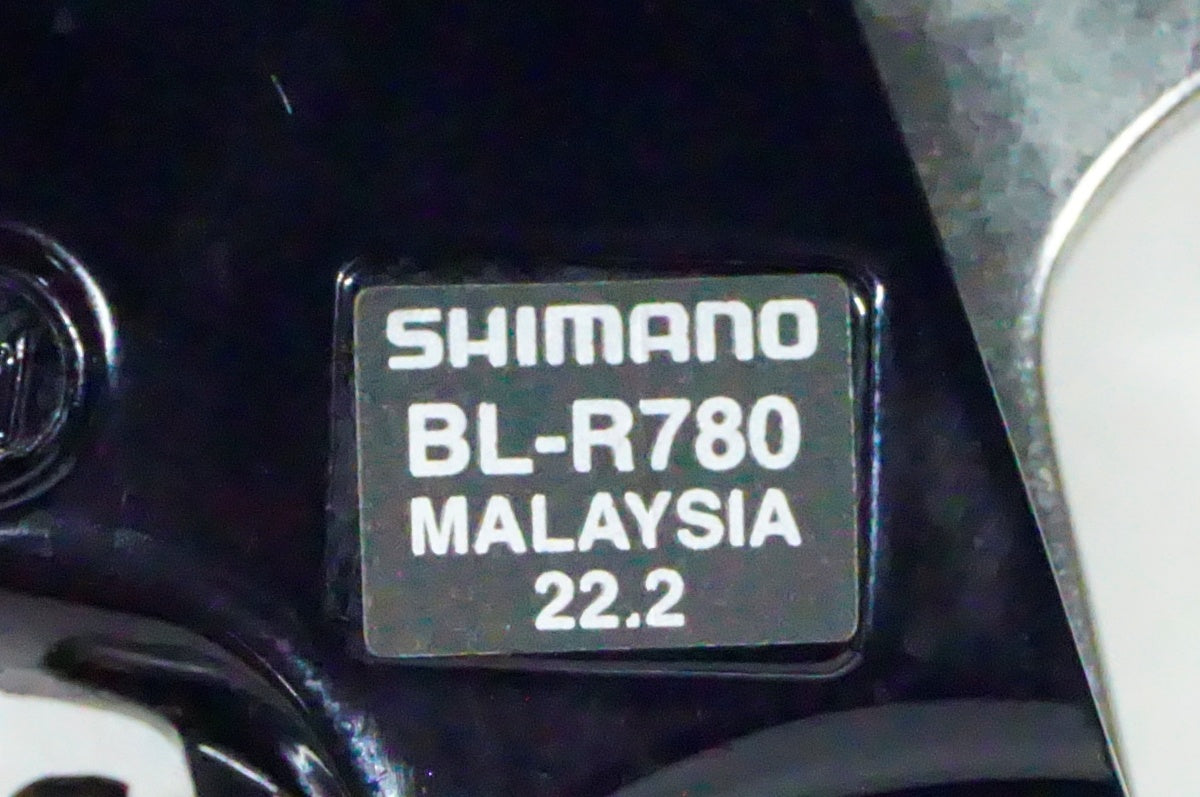 SHIMANO
BL-R780
MALAYSIA
22.2